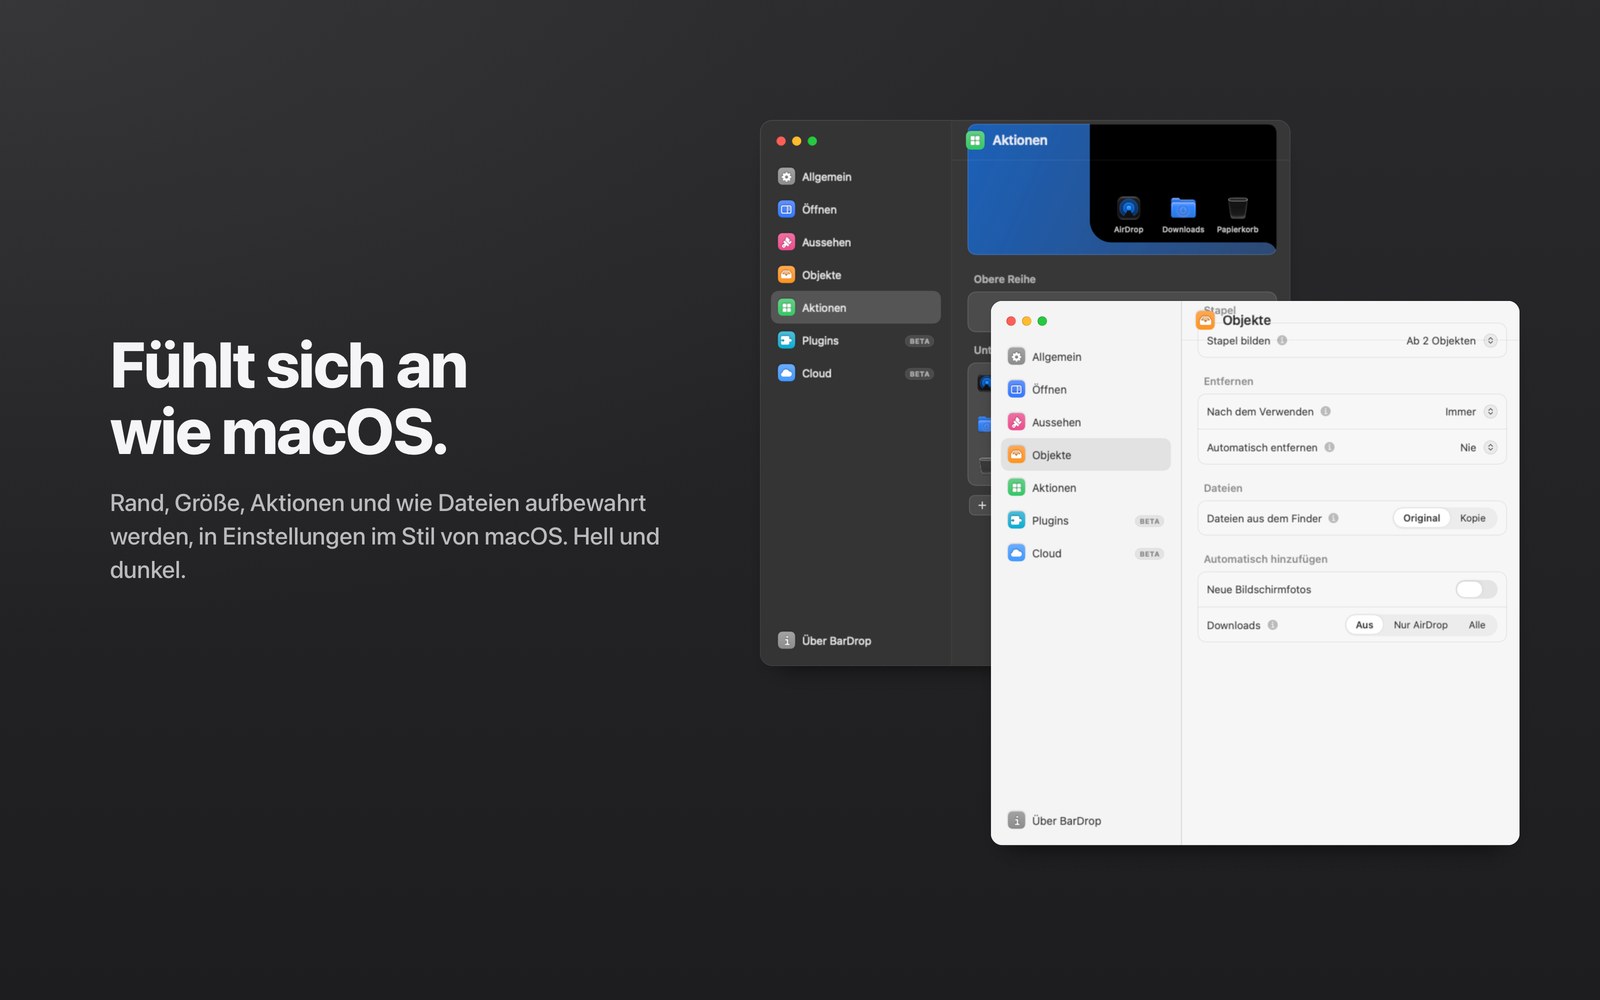 Fühlt sich an
wie macOS.
Rand, Größe, Aktionen und wie Dateien aufbewahrt
werden, in Einstellungen im Stil von macOS. Hell und
dunkel.
Allgemein
Öffnen
Aussehen
Objekte
Aktionen
Plugins BETA
Cloud BETA
Über BarDrop
Aktionen
AirDrop Downloads Papierkorb
Obere Reihe
Unt
Allgemein
Öffnen
Aussehen
Objekte
Aktionen
Plugins BETA
Cloud BETA
Über BarDrop
Stapel
Objekte
Stapel bilden Ab 2 Objekten
Entfernen
Nach dem Verwenden Immer
Automatisch entfernen Nie
Dateien
Dateien aus dem Finder Original Kopie
Automatisch hinzufügen
Neue Bildschirmfotos
Downloads Aus Nur AirDrop Alle